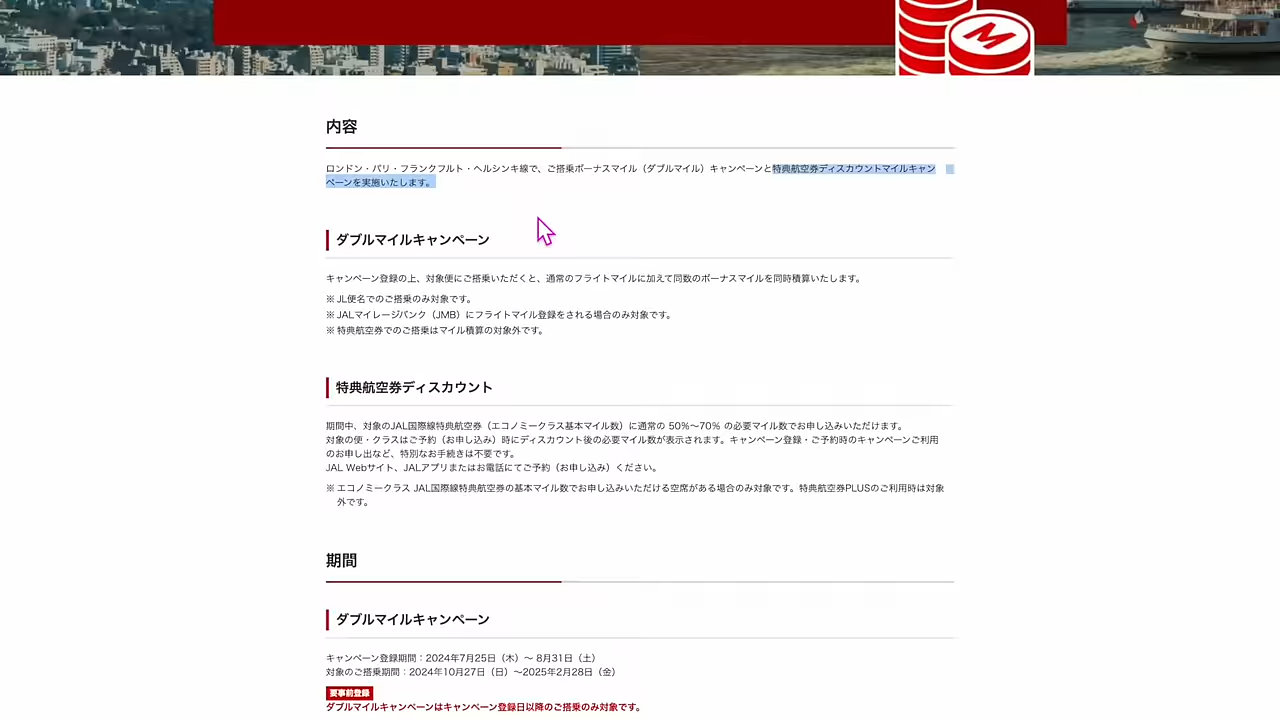 M
内容
ロンドン・パリ・フランクフルト・ヘルシンキ線で、ご搭乗ボーナスマイル（ダブルマイル）キャンペーンと特典航空券ディスカウントマイルキャン
ペーンを実施いたします。
ダブルマイルキャンペーン
キャンペーン登録の上、対象便にご搭乗いただくと、通常のフライトマイルに加えて同数のボーナスマイルを同時積算いたします。
※ JL便名でのご搭乗のみ対象です。
※ JALマイレージバンク（JMB）にフライトマイル登録をされる場合のみ対象です。
※ 特典航空券でのご搭乗はマイル積算の対象外です。
特典航空券ディスカウント
期間中、対象のJAL国際線特典航空券（エコノミークラス基本マイル数）に通常の 50%〜70% の必要マイル数でお申し込みいただけます。
対象の便・クラスはご予約（お申し込み）時にディスカウント後の必要マイル数が表示されます。キャンペーン登録・ご予約時のキャンペーンご利用
のお申し出など、特別なお手続きは不要です。
JAL Webサイト、JALアプリまたはお電話にてご予約（お申し込み）ください。
※ エコノミークラス JAL国際線特典航空券の基本マイル数でお申し込みいただける空席がある場合のみ対象です。特典航空券PLUSのご利用時は対象
外です。
期間
ダブルマイルキャンペーン
キャンペーン登録期間：2024年7月25日（木）〜 8月31日（土）
対象のご搭乗期間：2024年10月27日（日）〜2025年2月28日（金）
要事前登録
ダブルマイルキャンペーンはキャンペーン登録日以降のご搭乗のみ対象です。